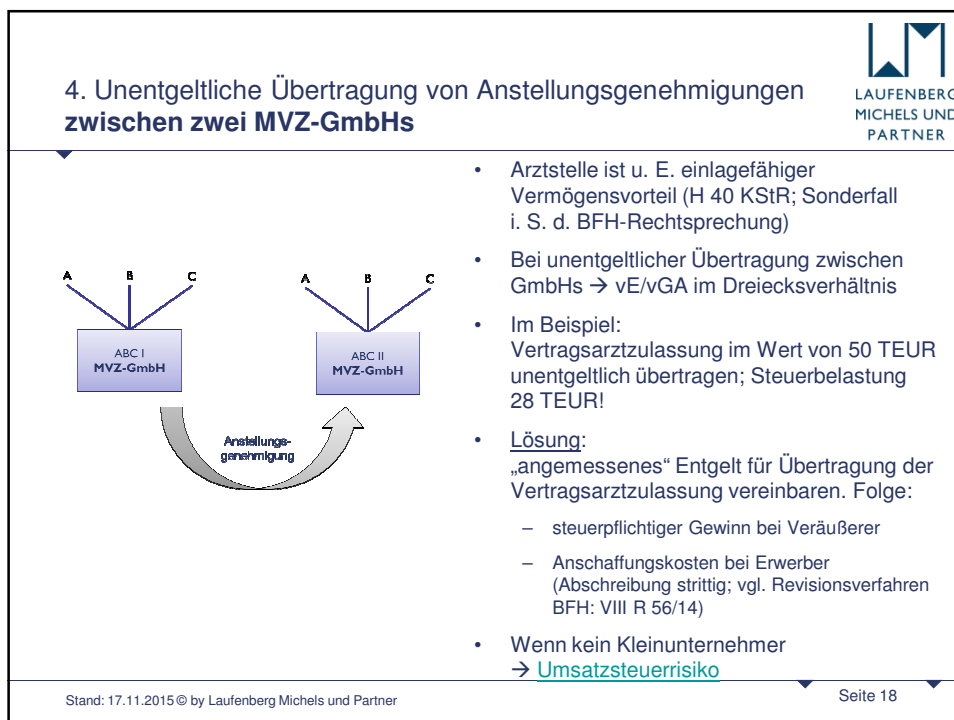 4. Unentgeltliche Übertragung von Anstellungsgenehmigungen
zwischen zwei MVZ-GmbHs
LAUFENBERG
MICHELS UND
PARTNER
A B C
ABC I
MVZ-GmbH
A B C
ABC II
MVZ-GmbH
Anstellungs-
genehmigung
• Arztstelle ist u. E. einlagefähiger
Vermögensvorteil (H 40 KStR; Sonderfall
i. S. d. BFH-Rechtsprechung)
• Bei unentgeltlicher Übertragung zwischen
GmbHs → vE/vGA im Dreiecksverhältnis
• Im Beispiel:
Vertragsarztzulassung im Wert von 50 TEUR
unentgeltlich übertragen; Steuerbelastung
28 TEUR!
• Lösung:
„angemessenes“ Entgelt für Übertragung der
Vertragsarztzulassung vereinbaren. Folge:
– steuerpflichtiger Gewinn bei Veräußerer
– Anschaffungskosten bei Erwerber
(Abschreibung strittig; vgl. Revisionsverfahren
BFH: VIII R 56/14)
• Wenn kein Kleinunternehmer
→ Umsatzsteuerrisiko
Stand: 17.11.2015 © by Laufenberg Michels und Partner
Seite 18